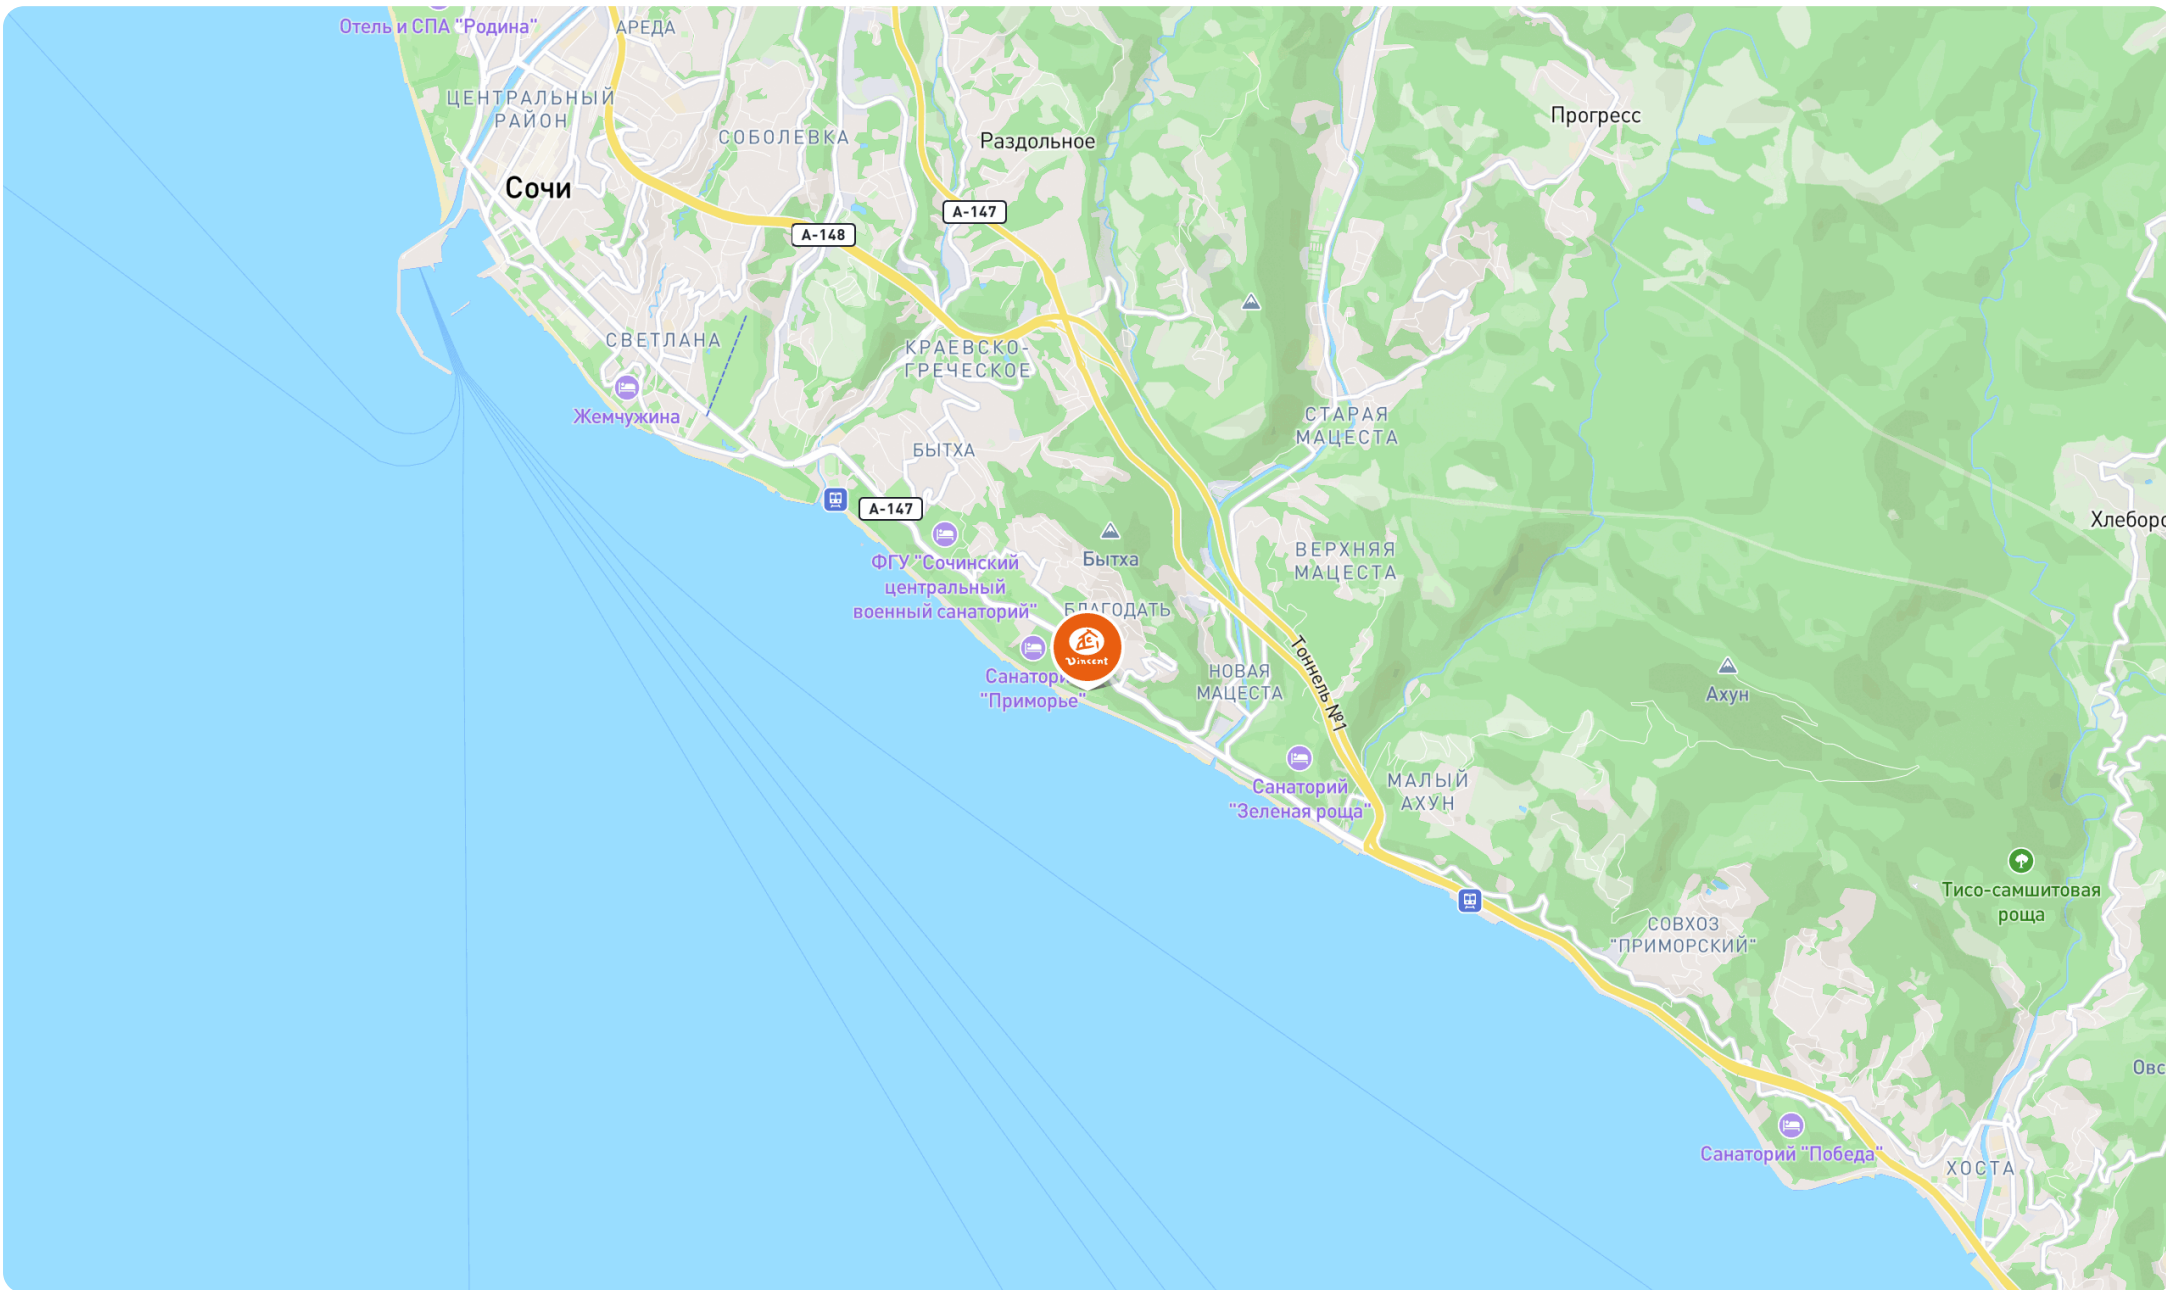 Отель и СПА "Родина"
АРЕДА
ЦЕНТРАЛЬНЫЙ
РАЙОН
СОБОЛЕВКА
Раздольное
Прогресс
Сочи
А-147
А-148
СВЕТЛАНА
КРАЕВСКО-
ГРЕЧЕСКОЕ
Жемчужина
СТАРАЯ
МАЦЕСТА
БЫТХА
А-147
Хлеборо
Бытха
ВЕРХНЯЯ
МАЦЕСТА
ФГУ "Сочинский
центральный
военный санаторий"
БЛАГОДАТЬ
Vincent
Санатори
"Приморье"
НОВАЯ
МАЦЕСТА
Тоннель №1
Ахун
Санаторий
"Зеленая роща"
МАЛЫЙ
АХУН
Тисо-самшитовая
роща
СОВХОЗ
"ПРИМОРСКИЙ"
Овс
Санаторий "Победа"
ХОСТА